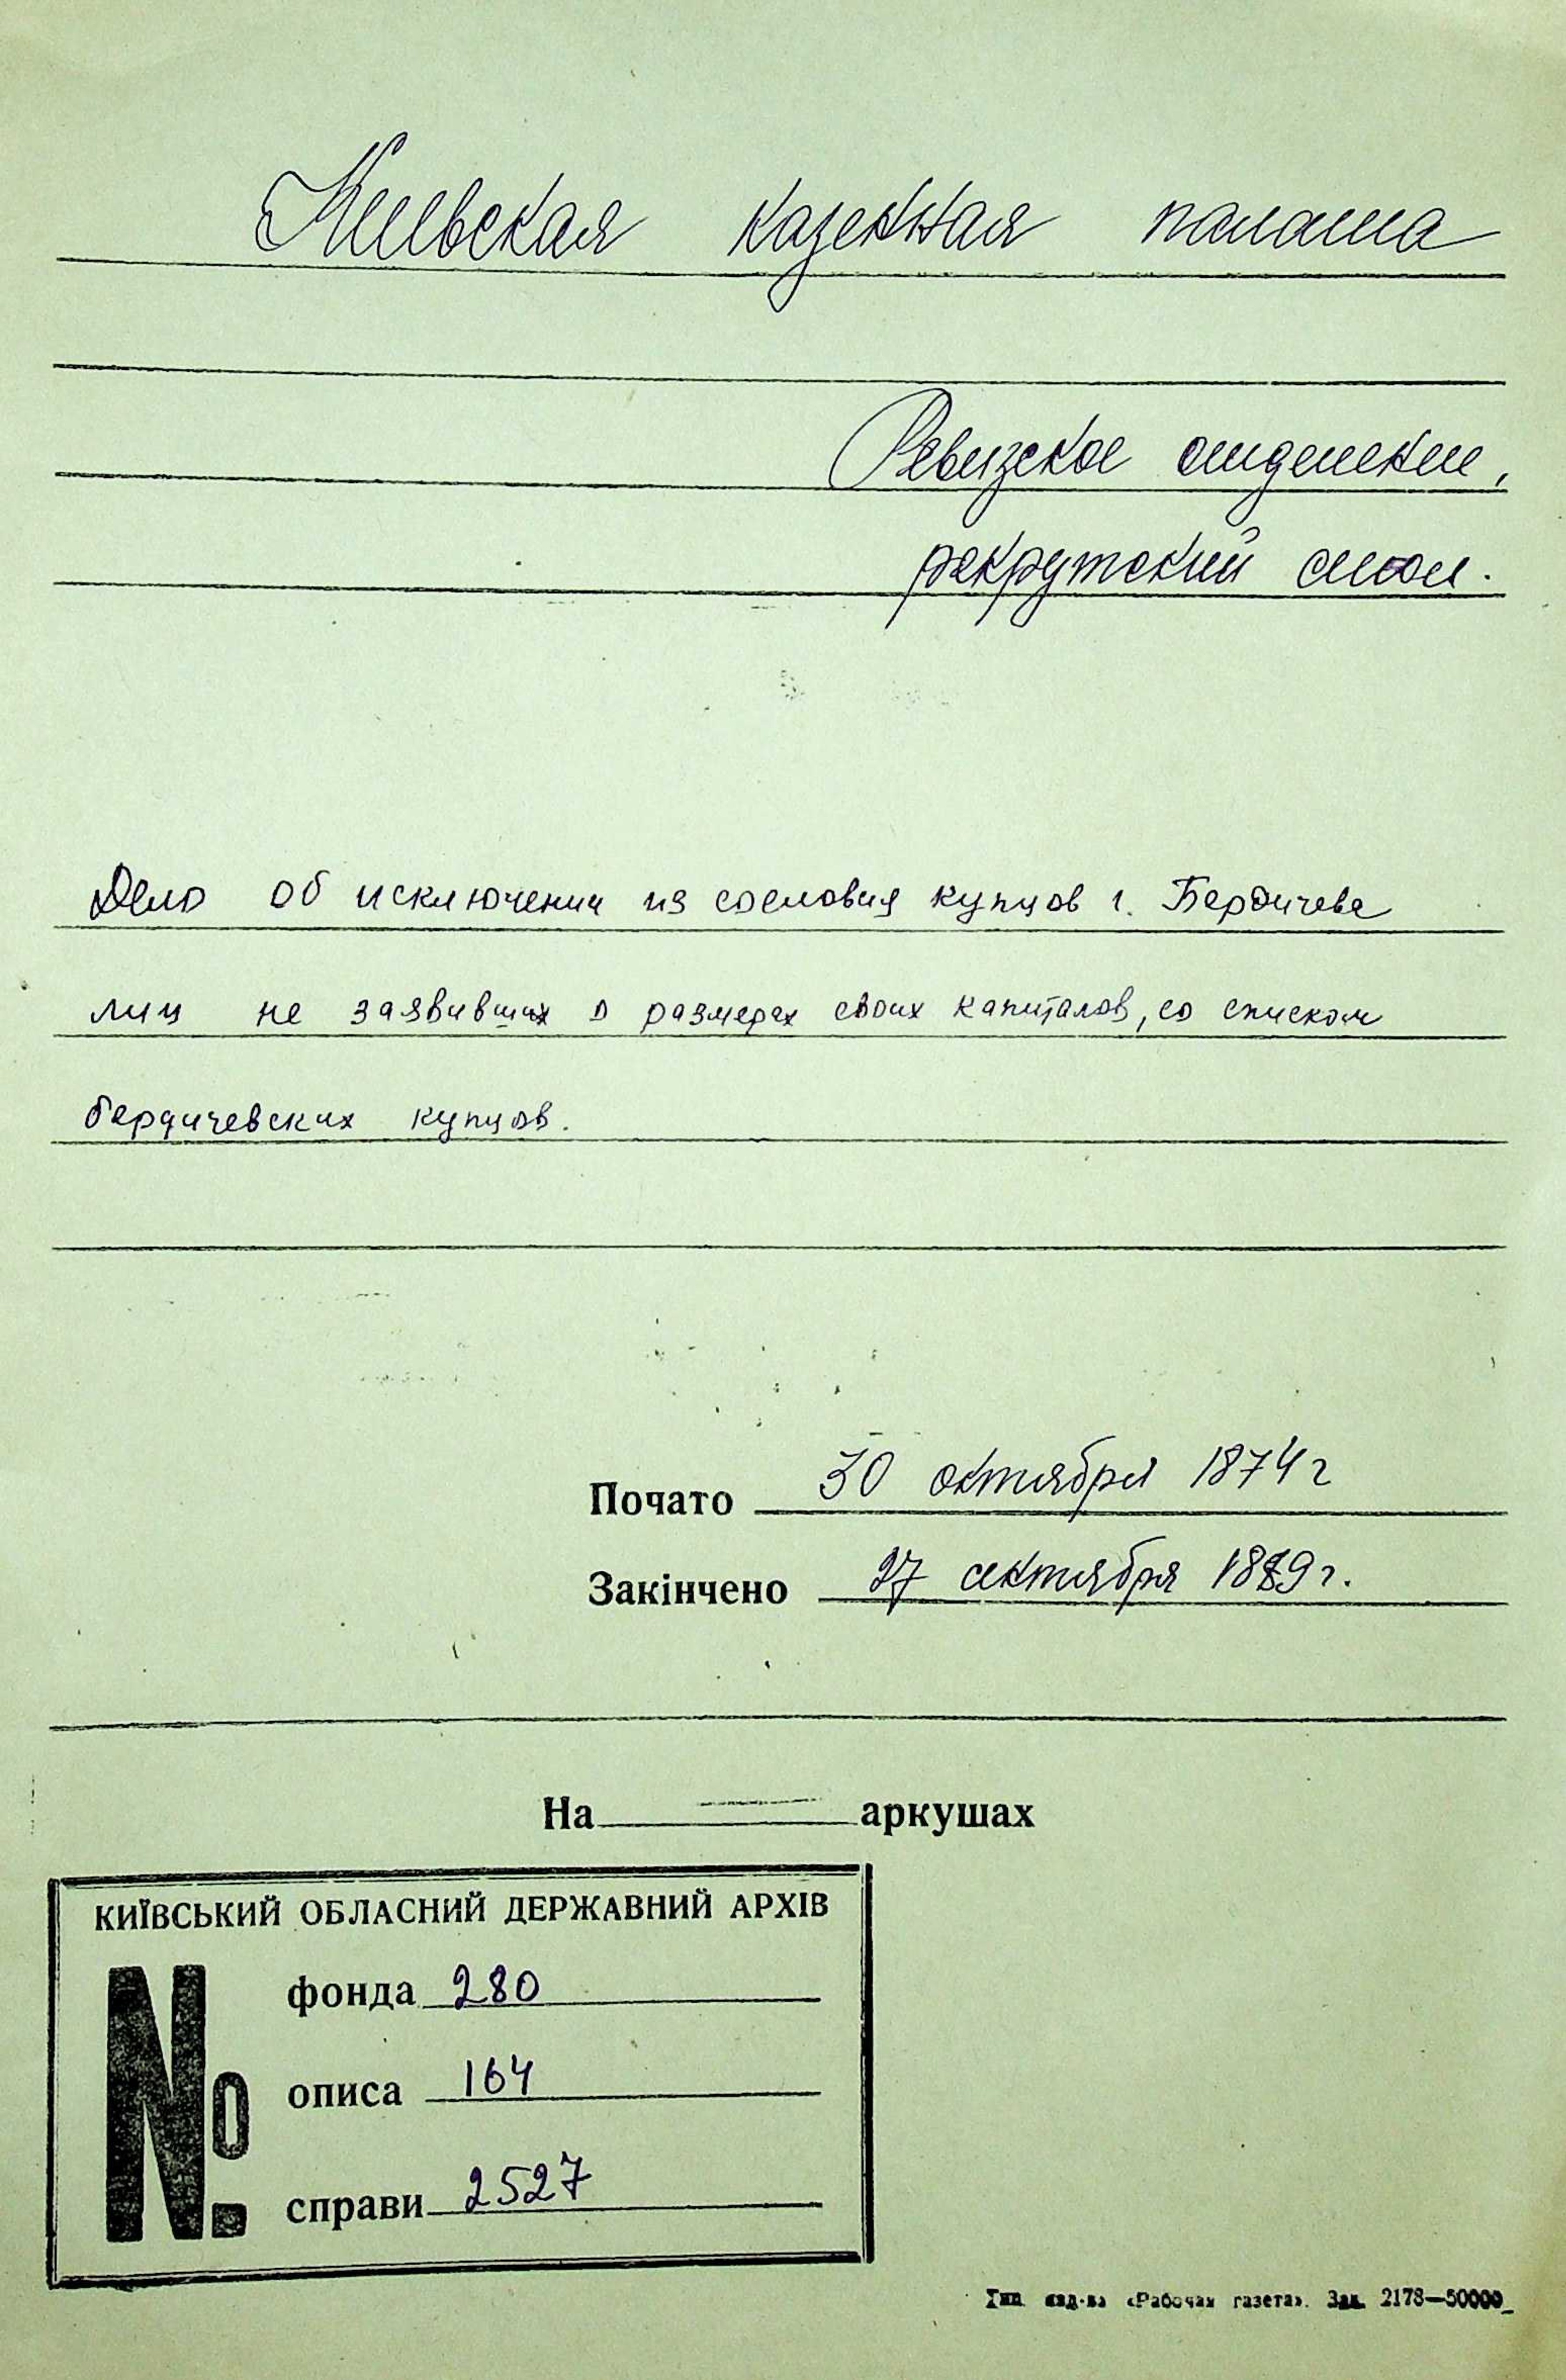 Киевская казенная палата
Ревизское отделение,
рекрутский стол.
Дело об исключении из сословия купцов г. Бердичева
лиц не заявивших о размерах своих капиталов, со списком
бердичевских купцов.
Почато 30 октября 1874 г
Закінчено 27 сентября г.
На аркушах
КИЇВСЬКИЙ ОБЛАСНИЙ ДЕРЖАВНИЙ АРХІВ
№
фонда 280
описа 164
справи 2527
Тип. изд-ва «Рабочая газета». Зак. 2178—50000